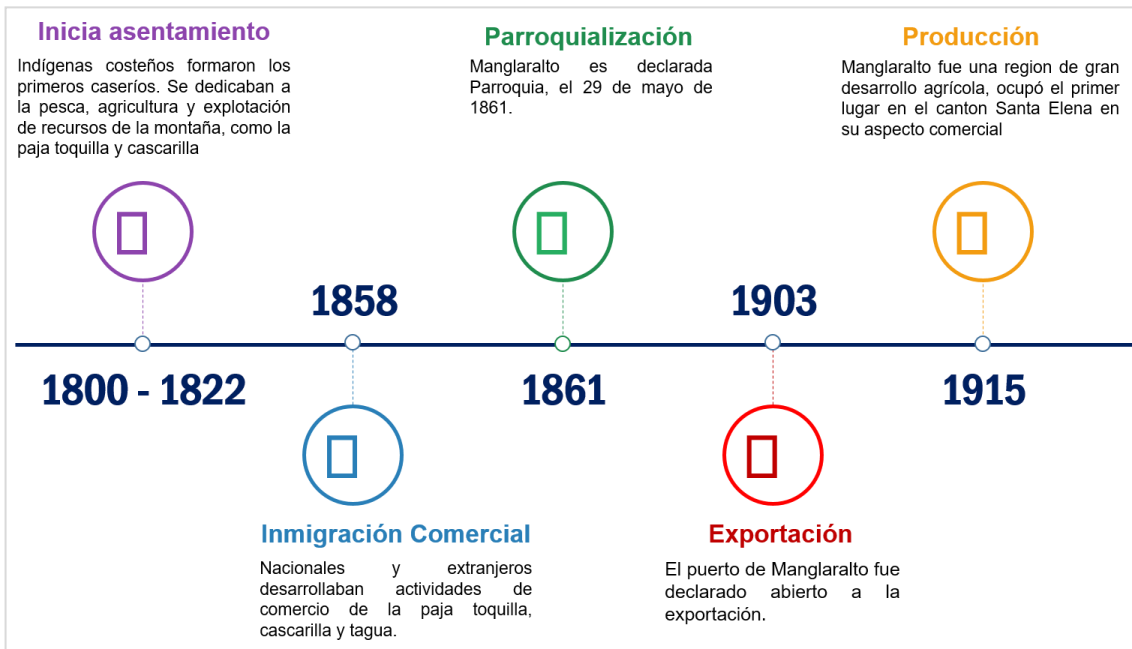 Inicia asentamiento
Indígenas costeños formaron los
primeros caseríos. Se dedicaban a
la pesca, agricultura y explotación
de recursos de la montaña, como la
paja toquilla y cascarilla
Parroquialización
Manglaralto es declarada
Parroquia, el 29 de mayo de
1861.
Producción
Manglaralto fue una region de gran
desarrollo agrícola, ocupó el primer
lugar en el canton Santa Elena en
su aspecto comercial
1858
1903
1800 - 1822
1861
1915
Inmigración Comercial
Nacionales y extranjeros
desarrollaban actividades de
comercio de la paja toquilla,
cascarilla y tagua.
Exportación
El puerto de Manglaralto fue
declarado abierto a la
exportación.